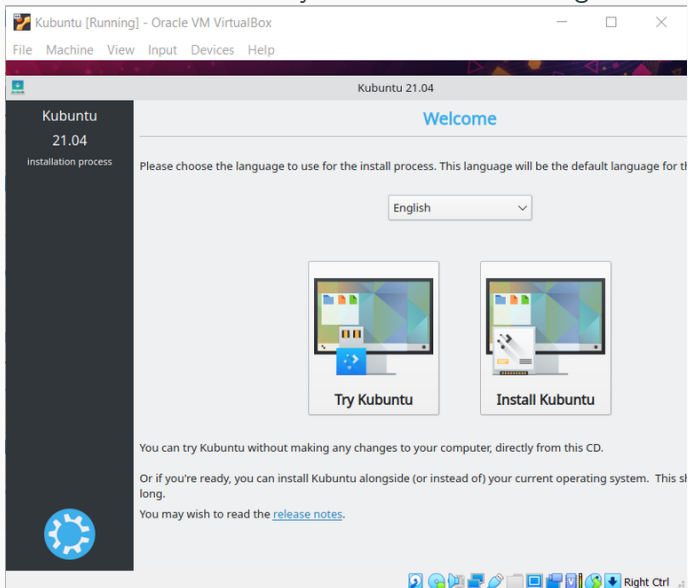 Kubuntu [Running] - Oracle VM VirtualBox
File Machine View Input Devices Help
Kubuntu 21.04
Kubuntu
21.04
installation process
Welcome
Please choose the language to use for the install process. This language will be the default language for
English
Try Kubuntu
Install Kubuntu
You can try Kubuntu without making any changes to your computer, directly from this CD.
Or if you're ready, you can install Kubuntu alongside (or instead of) your current operating system. This
long.
You may wish to read the release notes.
Right Ctrl